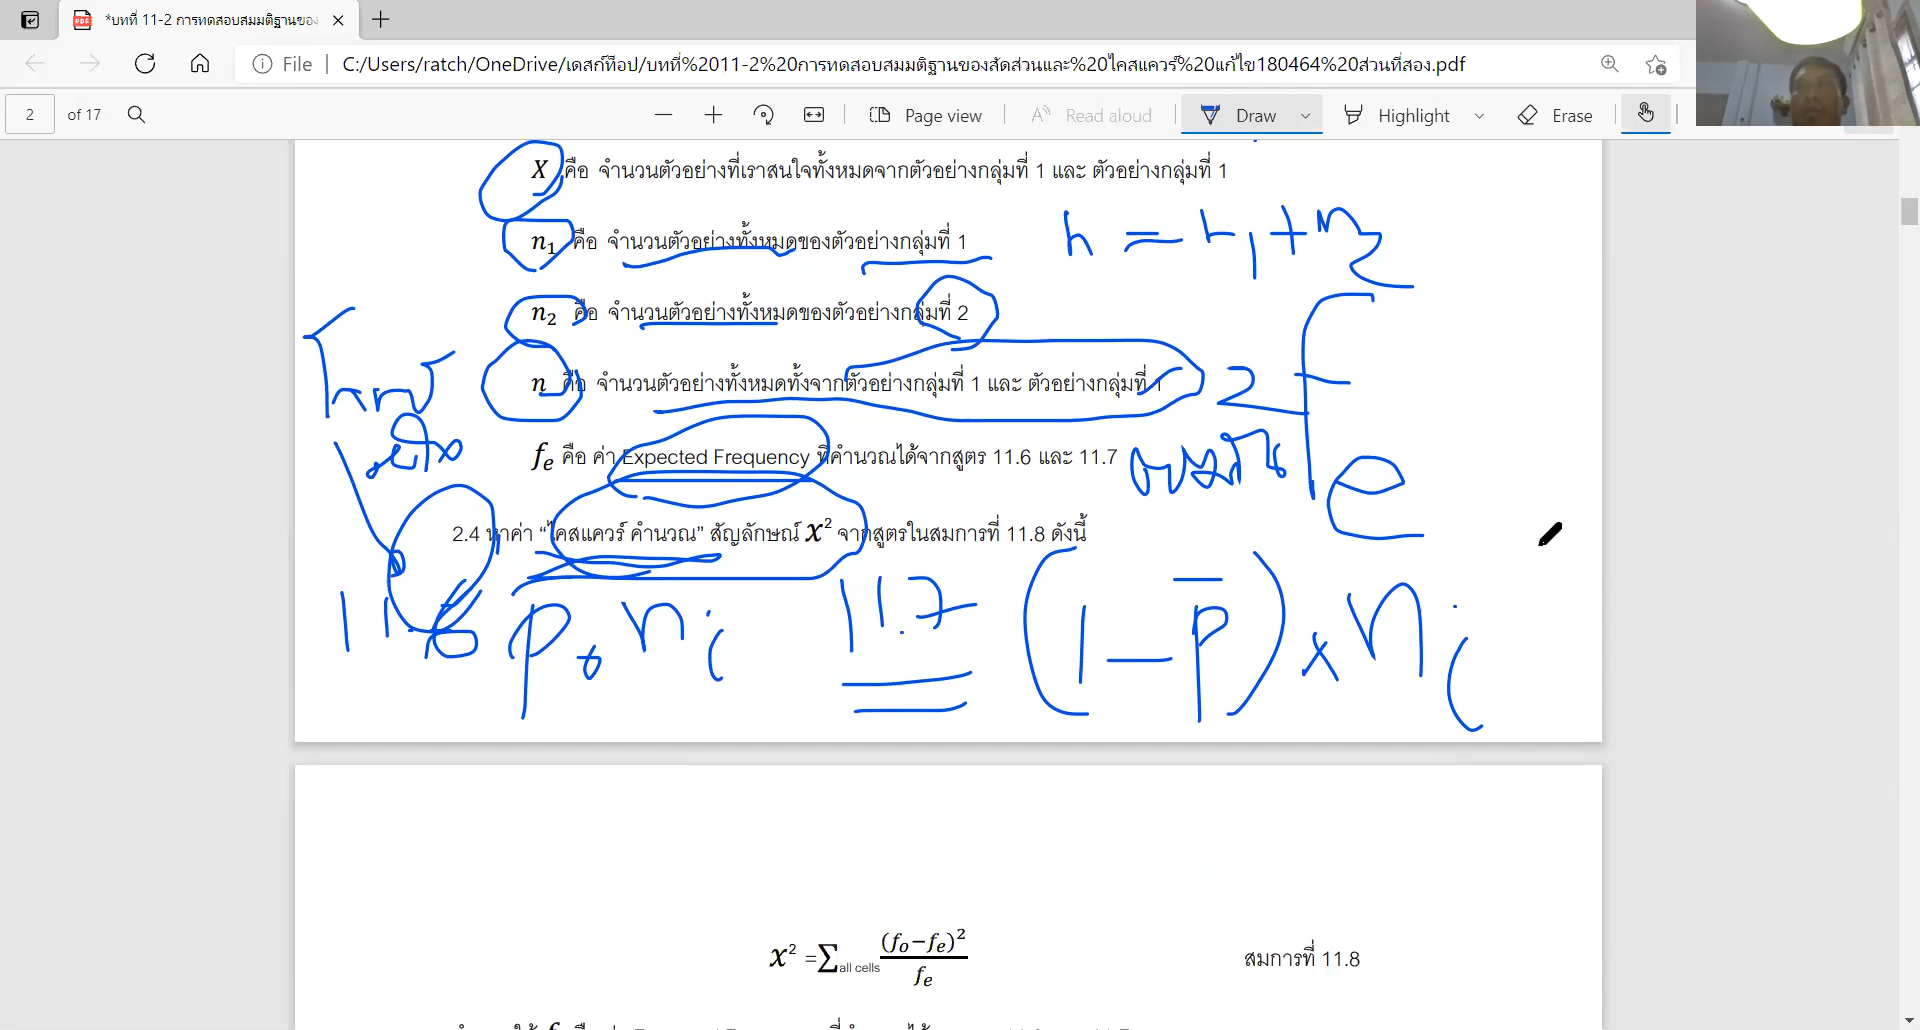 *บทที่ 11-2 การทดสอบสมมติฐานของ
File C:/Users/ratch/OneDrive/เดสก์ท็อป/บทที่%2011-2%20การทดสอบสมมติฐานของสัดส่วนและ%20ไคสแควร์%20แก้ไข180464%20ส่วนที่สอง.pdf
2 of 17 Page view Read aloud Draw Highlight Erase
X คือ จำนวนตัวอย่างที่เราสนใจทั้งหมดจากตัวอย่างกลุ่มที่ 1 และ ตัวอย่างกลุ่มที่ 1
n₁ คือ จำนวนตัวอย่างทั้งหมดของตัวอย่างกลุ่มที่ 1
n = n₁ + n₂
n₂ คือ จำนวนตัวอย่างทั้งหมดของตัวอย่างกลุ่มที่ 2
n คือ จำนวนตัวอย่างทั้งหมดทั้งจากตัวอย่างกลุ่มที่ 1 และ ตัวอย่างกลุ่มที่ 1 2
fe
fₑ คือ ค่า Expected Frequency ที่คำนวณได้จากสูตร 11.6 และ 11.7
2.4 หาค่า “ไคสแควร์ คำนวณ” สัญลักษณ์ x² จากสูตรในสมการที่ 11.8 ดังนี้
11.6 11.7 (1 − p̄) × nᵢ
x² = ∑all cells (fₒ−fₑ)²/fₑ สมการที่ 11.8